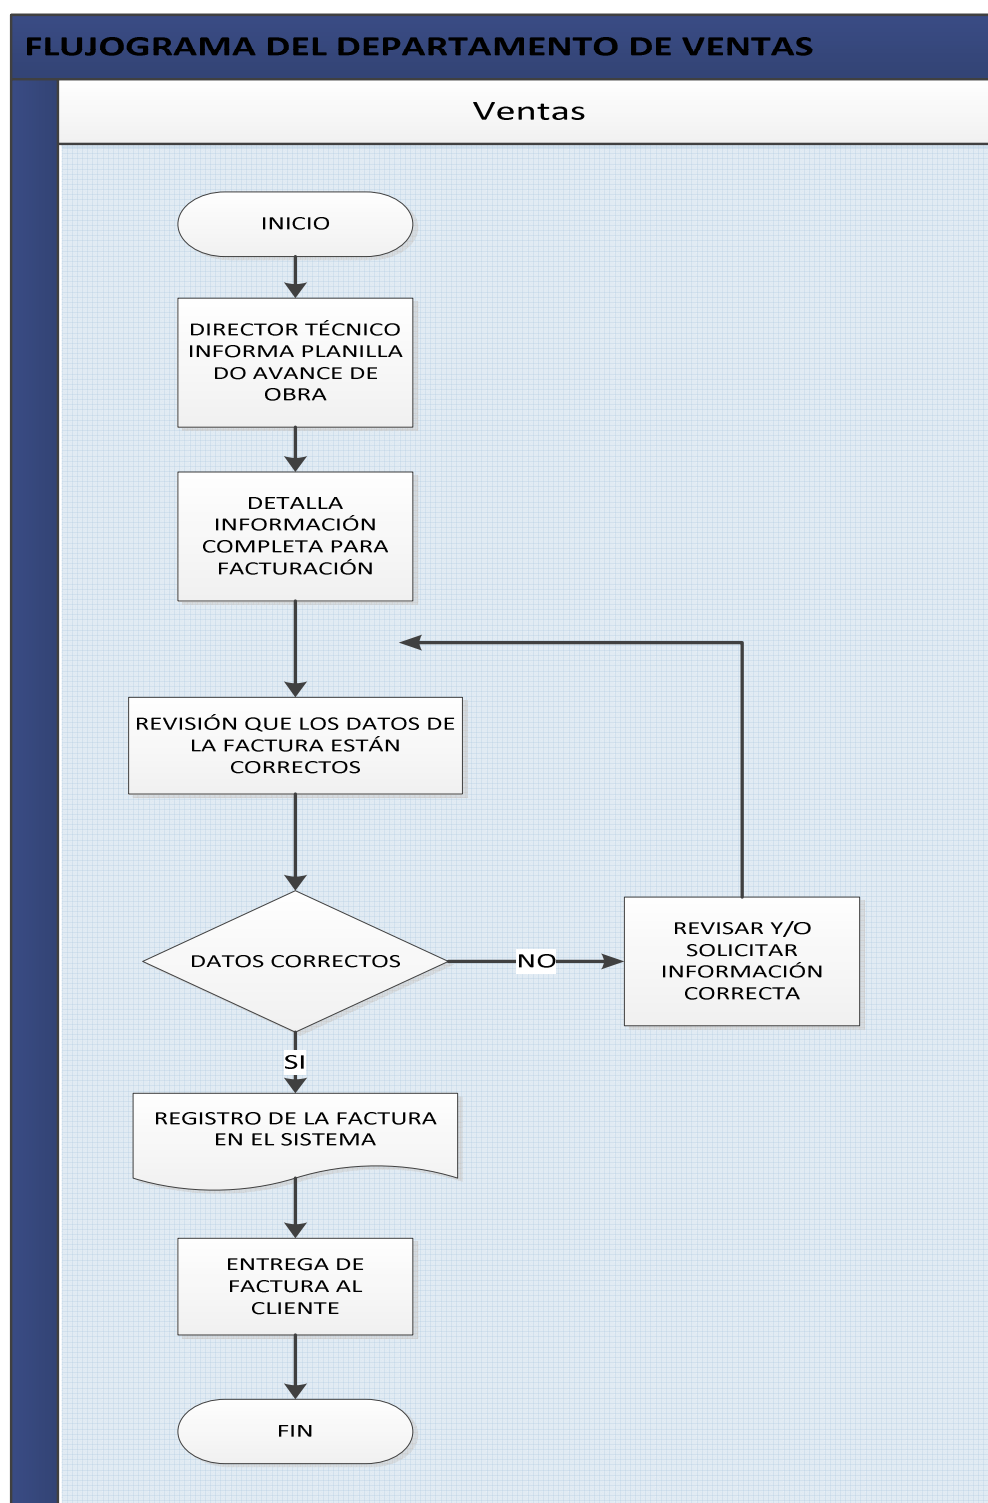 FLUJOGRAMA DEL DEPARTAMENTO DE VENTAS
Ventas
INICIO
DIRECTOR TÉCNICO
INFORMA PLANILLA
DO AVANCE DE
OBRA
DETALLA
INFORMACIÓN
COMPLETA PARA
FACTURACIÓN
REVISIÓN QUE LOS DATOS DE
LA FACTURA ESTÁN
CORRECTOS
DATOS CORRECTOS
NO
REVISAR Y/O
SOLICITAR
INFORMACIÓN
CORRECTA
SI
REGISTRO DE LA FACTURA
EN EL SISTEMA
ENTREGA DE
FACTURA AL
CLIENTE
FIN